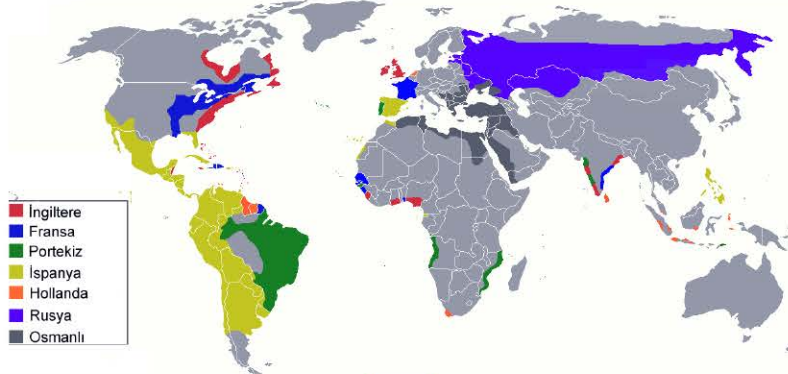 İngiltere
Fransa
Portekiz
İspanya
Hollanda
Rusya
Osmanlı